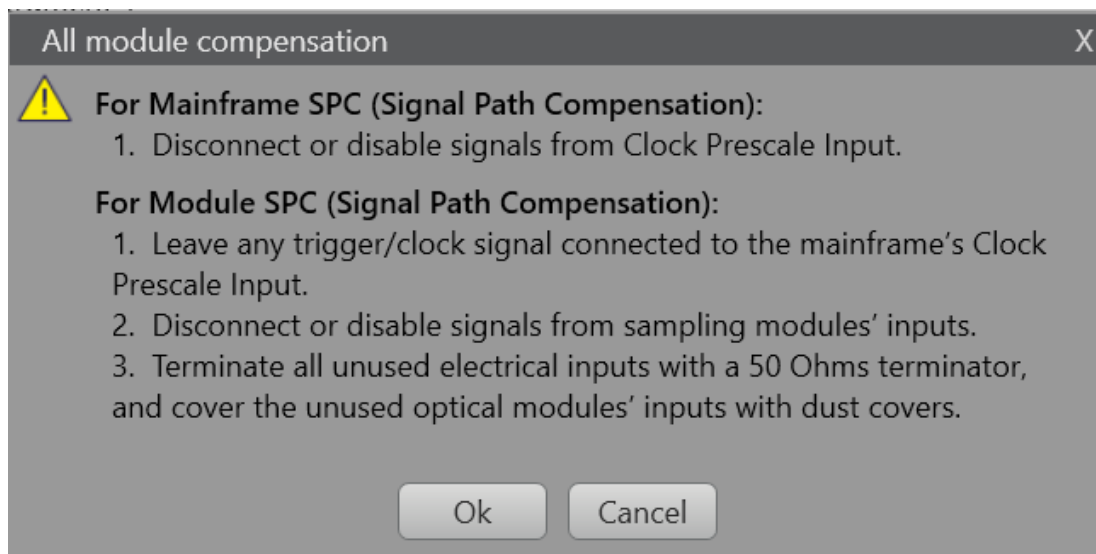 All module compensation X
For Mainframe SPC (Signal Path Compensation):
1. Disconnect or disable signals from Clock Prescale Input.
For Module SPC (Signal Path Compensation):
1. Leave any trigger/clock signal connected to the mainframe’s Clock
Prescale Input.
2. Disconnect or disable signals from sampling modules’ inputs.
3. Terminate all unused electrical inputs with a 50 Ohms terminator,
and cover the unused optical modules’ inputs with dust covers.
Ok Cancel